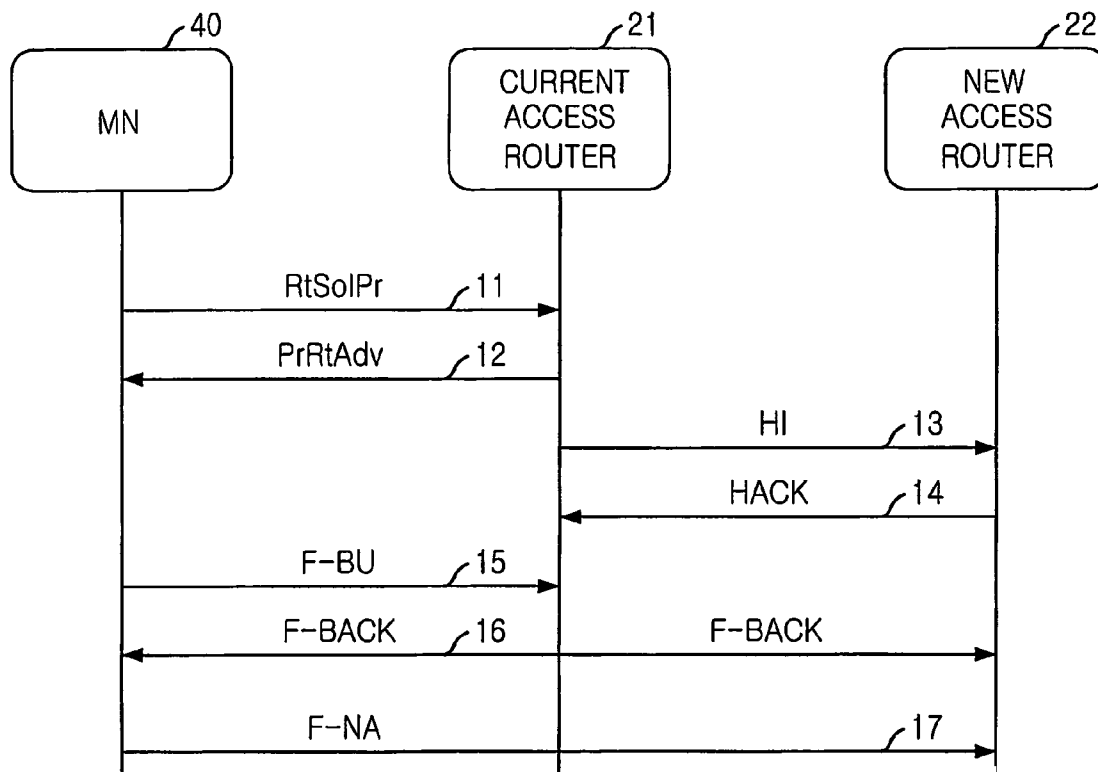 40
21
22
MN
CURRENT
ACCESS
ROUTER
NEW
ACCESS
ROUTER
RtSolPr 11
PrRtAdv 12
HI 13
HACK 14
F-BU 15
F-BACK 16 F-BACK
F-NA 17